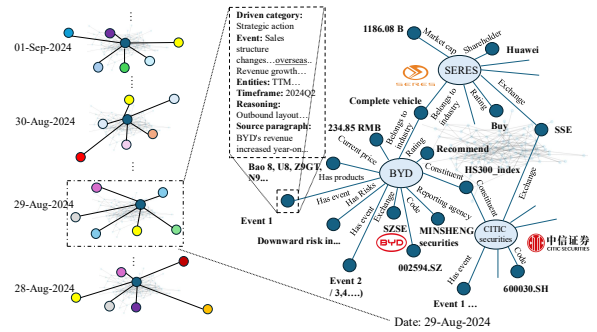 01-Sep-2024
30-Aug-2024
29-Aug-2024
28-Aug-2024
Driven category:
Strategic action
Event: Sales
structure
changes…overseas..
Revenue growth…
Entities: TTM…
Timeframe: 2024Q2
Reasoning:
Outbound layout…
Source paragraph:
BYD's revenue
increased year-on...
1186.08 B
Market cap
Shareholder
Huawei
SERES
Exchange
Rating
Buy
SSE
Belongs to
industry
Complete vehicle
Belongs to
industry
234.85 RMB
Current price
Rating
Recommend
HS300_index
Bao 8, U8, Z9GT,
N9...
Has products
BYD
Constituent
Constituent
Exchange
Has event
Event 1
Has Risks
Reporting agency
Downward risk in...
Has event
Exchange
SZSE
BYD
Code
MINSHENG
securities
002594.SZ
Event 2
/ 3,4….)
CITIC
securities
中信证券
CITIC SECURITIES
Has event
Code
Event 1 …
600030.SH
Date: 29-Aug-2024